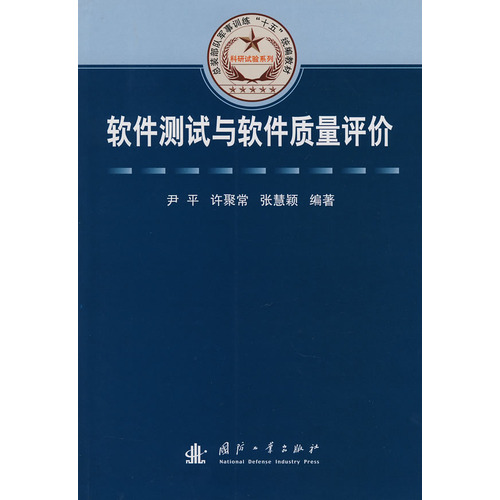 总装部队军事训练“十五”统编教材
科研试验系列
软件测试与软件质量评价
尹平 许聚常 张慧颖 编著
国防工业出版社
National Defense Industry Press